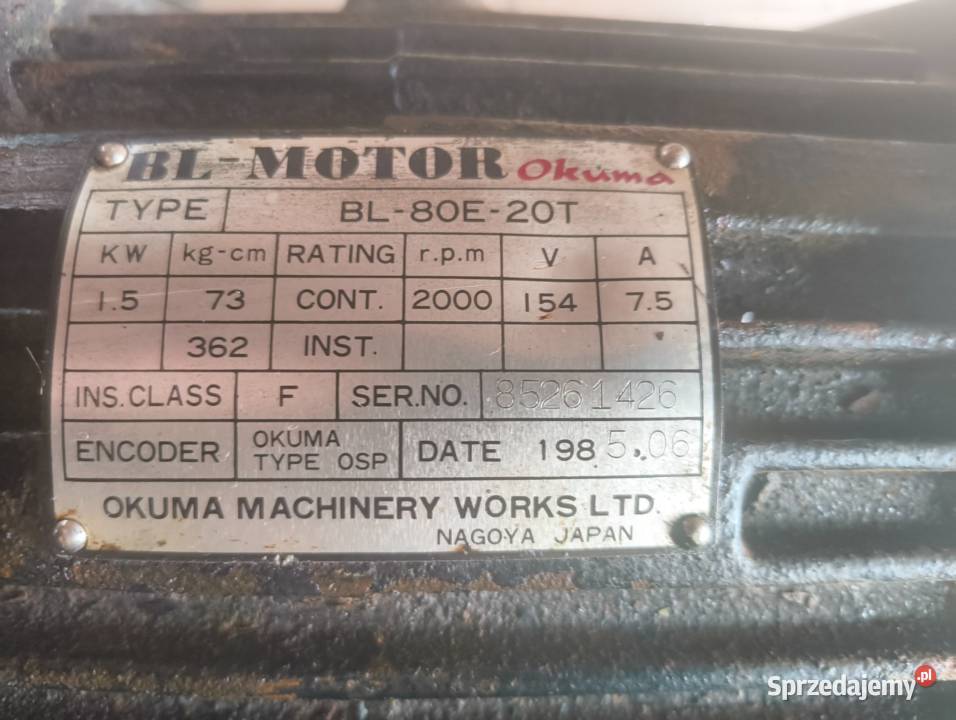 BL-MOTOR Okuma
TYPE BL-80E-20T
KW kg-cm RATING r.p.m V A
1.5 73 CONT. 2000 154 7.5
362 INST.
INS.CLASS F SER.NO. 85261426
ENCODER OKUMA TYPE OSP DATE 1985.06
OKUMA MACHINERY WORKS LTD.
NAGOYA JAPAN
Sprzedajemy.pl